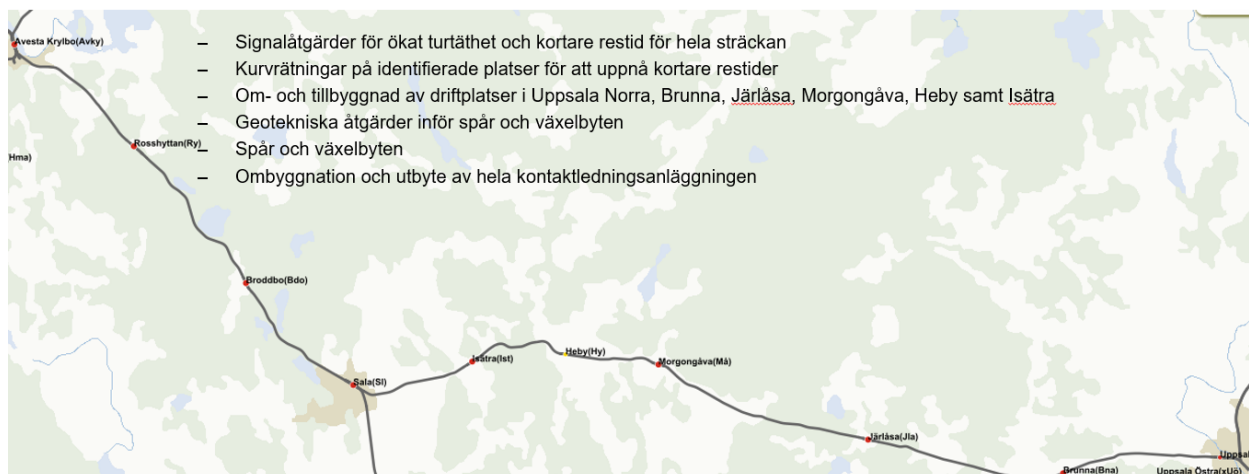 Avesta Krylbo(Avky)
– Signalåtgärder för ökat turtäthet och kortare restid för hela sträckan
– Kurvrätningar på identifierade platser för att uppnå kortare restider
– Om- och tillbyggnad av driftplatser i Uppsala Norra, Brunna, Järlåsa, Morgongåva, Heby samt Isätra
– Geotekniska åtgärder inför spår och växelbyten
Rosshyttan(Ry)
– Spår och växelbyten
Hma)
– Ombyggnation och utbyte av hela kontaktledningsanläggningen
Broddbo(Bdo)
Isätra(Ist)
Heby(Hy)
Morgongåva(Må)
Sala(Sl)
Järlåsa(Jla)
Uppsala
Brunna(Bna)
Uppsala Östra(xUö)